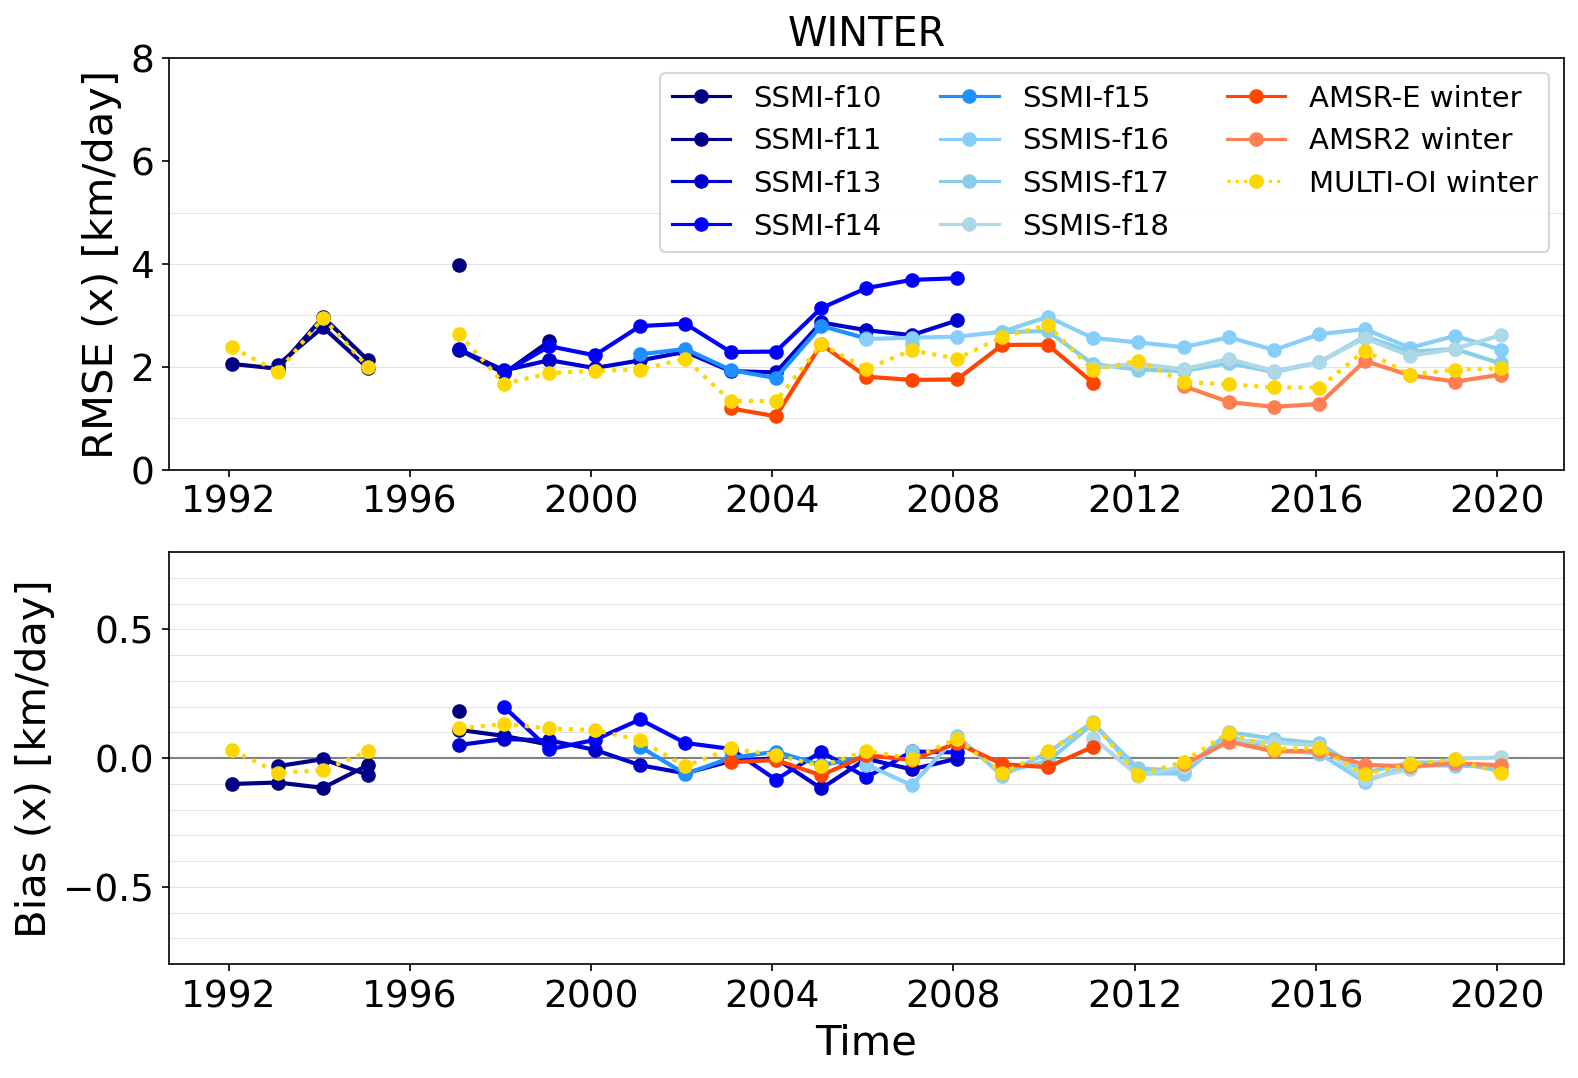 WINTER
RMSE (x) [km/day]
8
6
4
2
0
SSMI-f10
SSMI-f11
SSMI-f13
SSMI-f14
SSMI-f15
SSMIS-f16
SSMIS-f17
SSMIS-f18
AMSR-E winter
AMSR2 winter
MULTI-OI winter
1992 1996 2000 2004 2008 2012 2016 2020
Bias (x) [km/day]
0.5
0.0
−0.5
1992 1996 2000 2004 2008 2012 2016 2020
Time